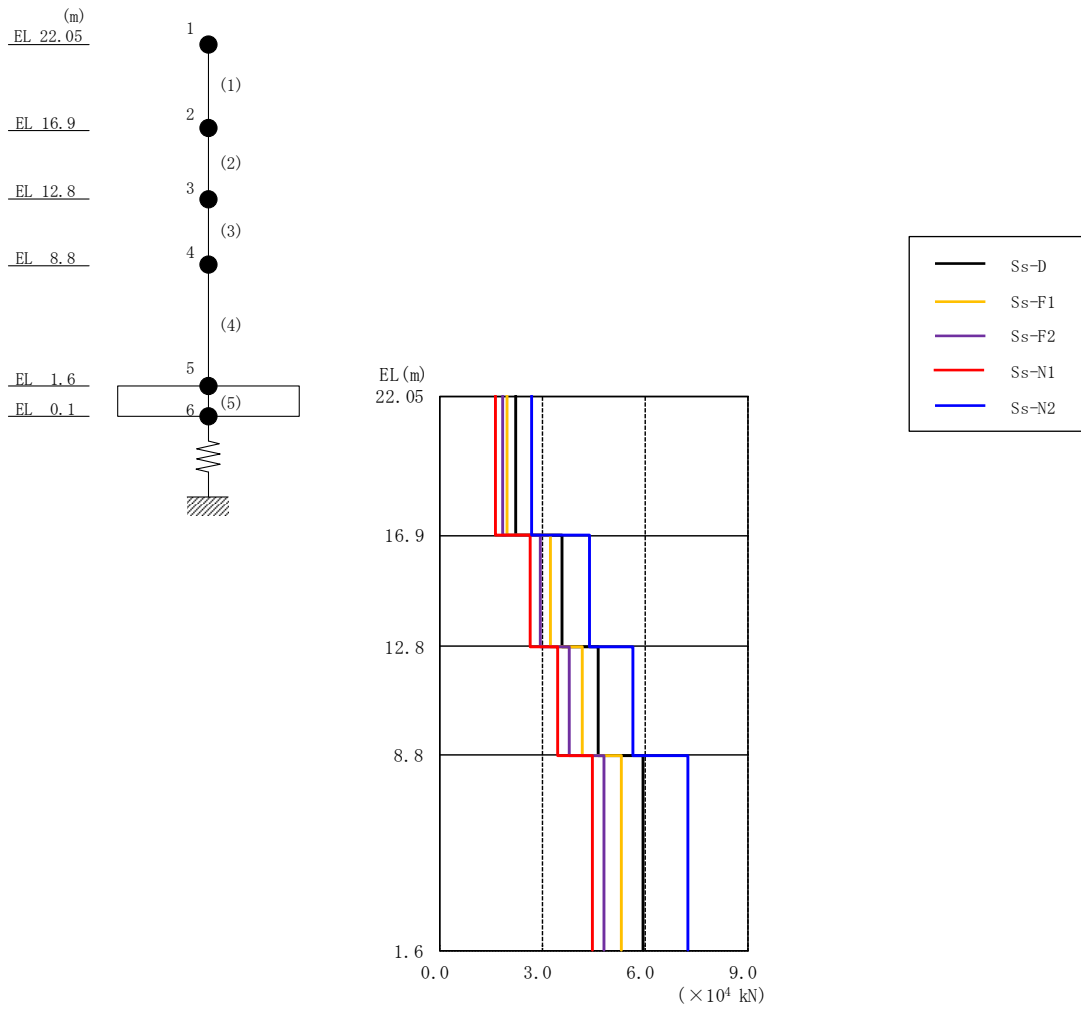 (m)
EL 22.05
EL 16.9
EL 12.8
EL 8.8
EL 1.6
EL 0.1
1
(1)
2
(2)
3
(3)
4
(4)
5
(5)
6
EL(m)
22.05
16.9
12.8
8.8
1.6
0.0 3.0 6.0 9.0
(×10⁴ kN)
Ss-D
Ss-F1
Ss-F2
Ss-N1
Ss-N2